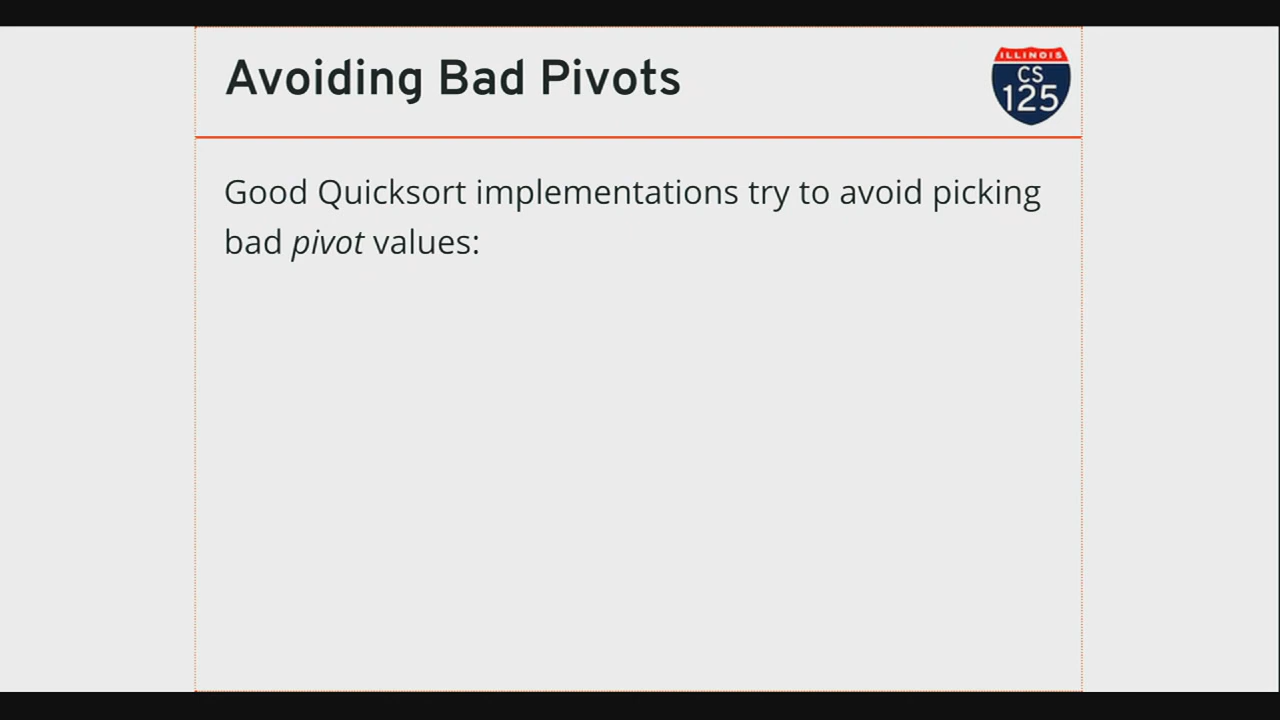 Avoiding Bad Pivots
ILLINOIS
CS
125
Good Quicksort implementations try to avoid picking
bad pivot values: